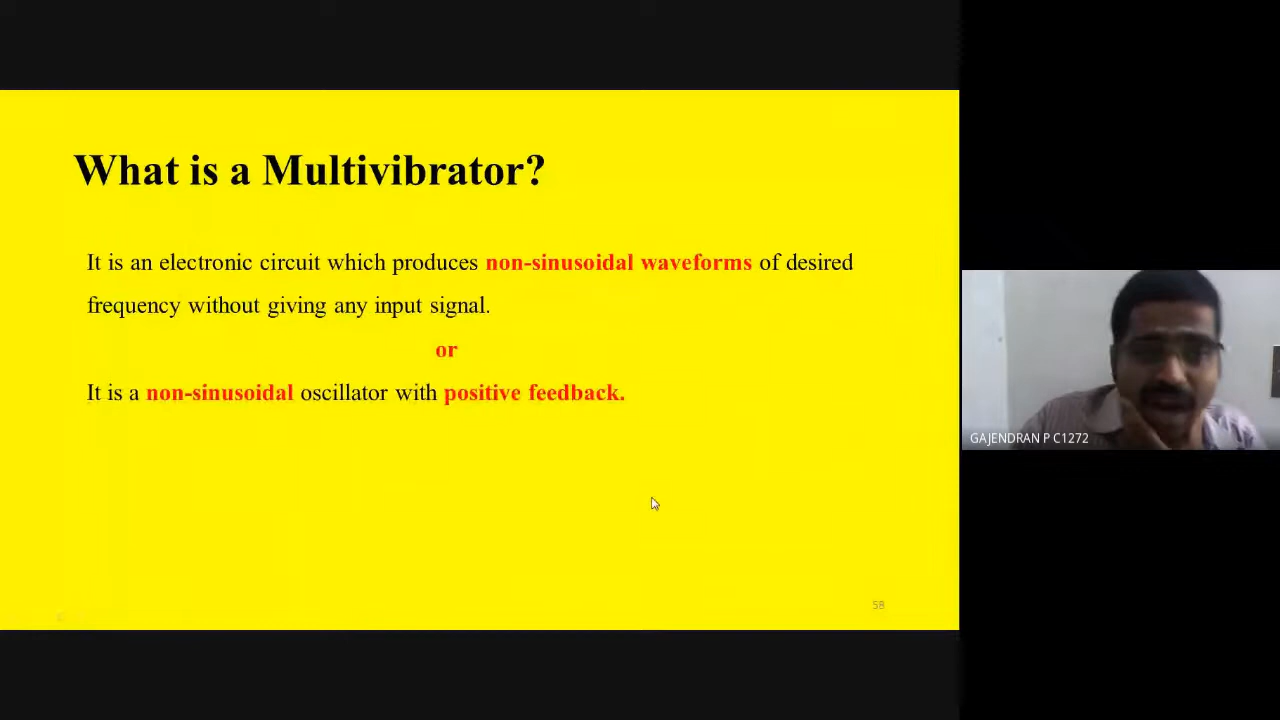 What is a Multivibrator?
It is an electronic circuit which produces non-sinusoidal waveforms of desired
frequency without giving any input signal.
or
It is a non-sinusoidal oscillator with positive feedback.
GAJENDRAN P C1272
58